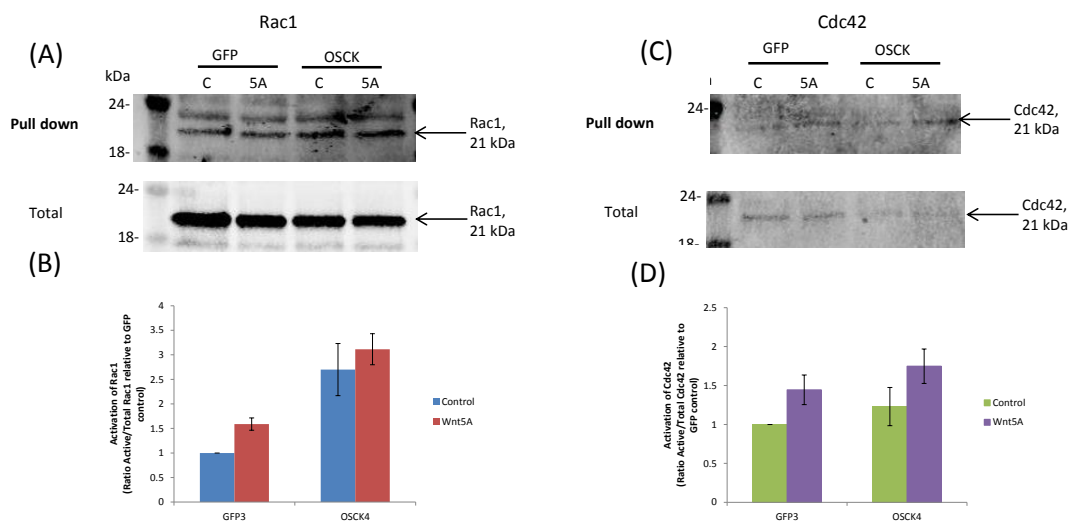 Rac1
(A)
GFP
OSCK
kDa
C
5A
C
5A
24-
Pull down
Rac1,
21 kDa
18-
24-
Total
Rac1,
21 kDa
18-
(B)
4
3.5
3
2.5
2
1.5
1
0.5
0
Activation of Rac1
(Ratio Active/Total Rac1 relative to GFP
control)
Control
Wnt5A
GFP3
OSCK4
Cdc42
(C)
GFP
OSCK
C
5A
C
5A
24-
Pull down
Cdc42,
21 kDa
24-
Total
Cdc42,
21 kDa
18-
(D)
2.5
2
1.5
1
0.5
0
Activation of Cdc42
(Ratio Active/Total Cdc42 relative to
GFP control)
Control
Wnt5A
GFP3
OSCK4